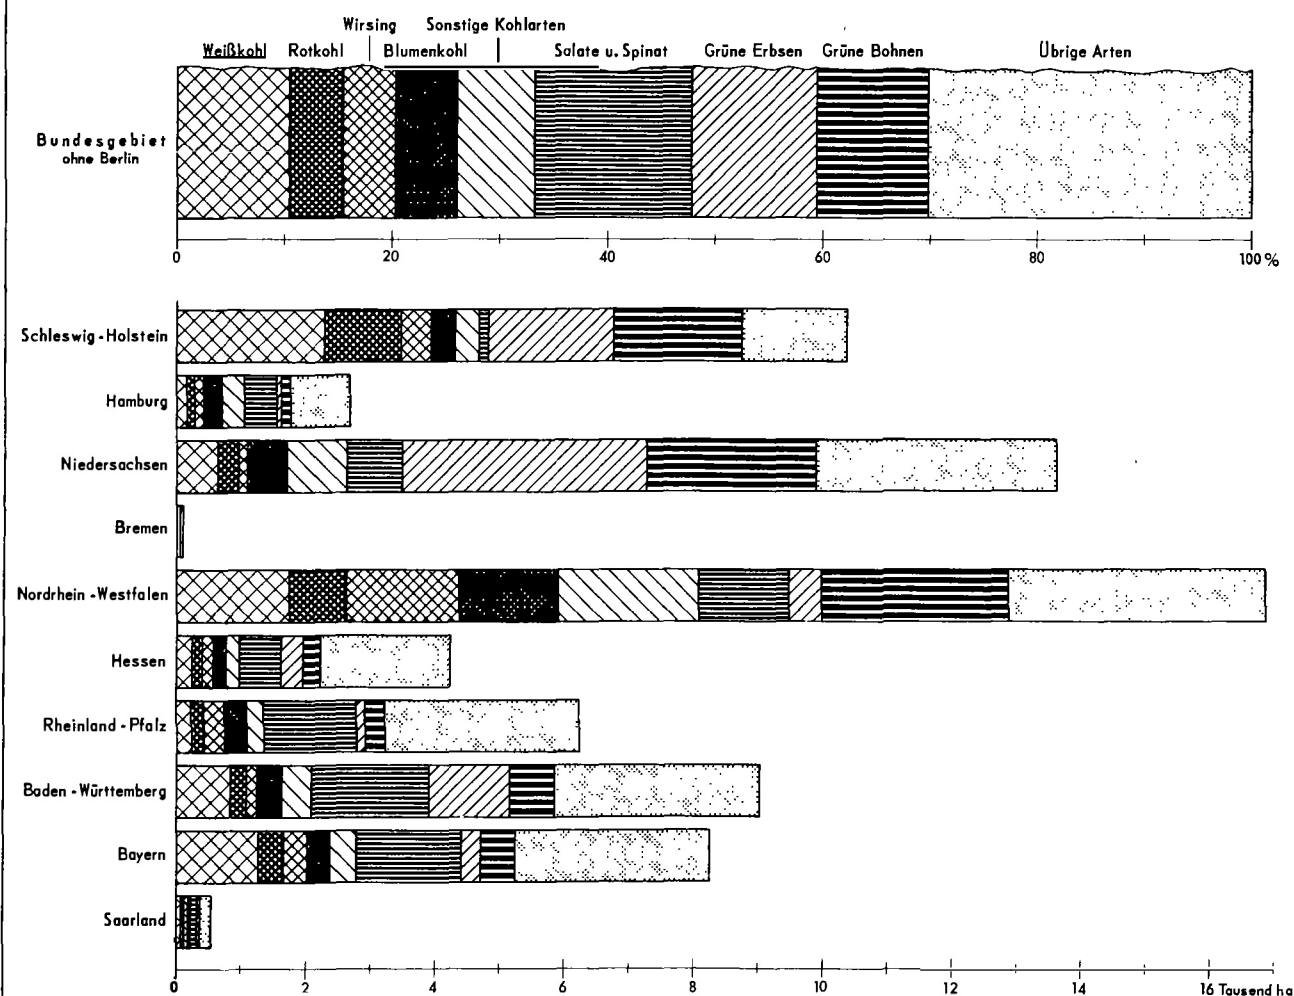 Wirsing Sonstige Kohlarten
Weißkohl Rotkohl Blumenkohl Salate u. Spinat Grüne Erbsen Grüne Bohnen Übrige Arten
Bundesgebiet
ohne Berlin
0 20 40 60 80 100 %
Schleswig-Holstein
Hamburg
Niedersachsen
Bremen
Nordrhein-Westfalen
Hessen
Rheinland-Pfalz
Baden-Württemberg
Bayern
Saarland
0 2 4 6 8 10 12 14 16 Tausend ha